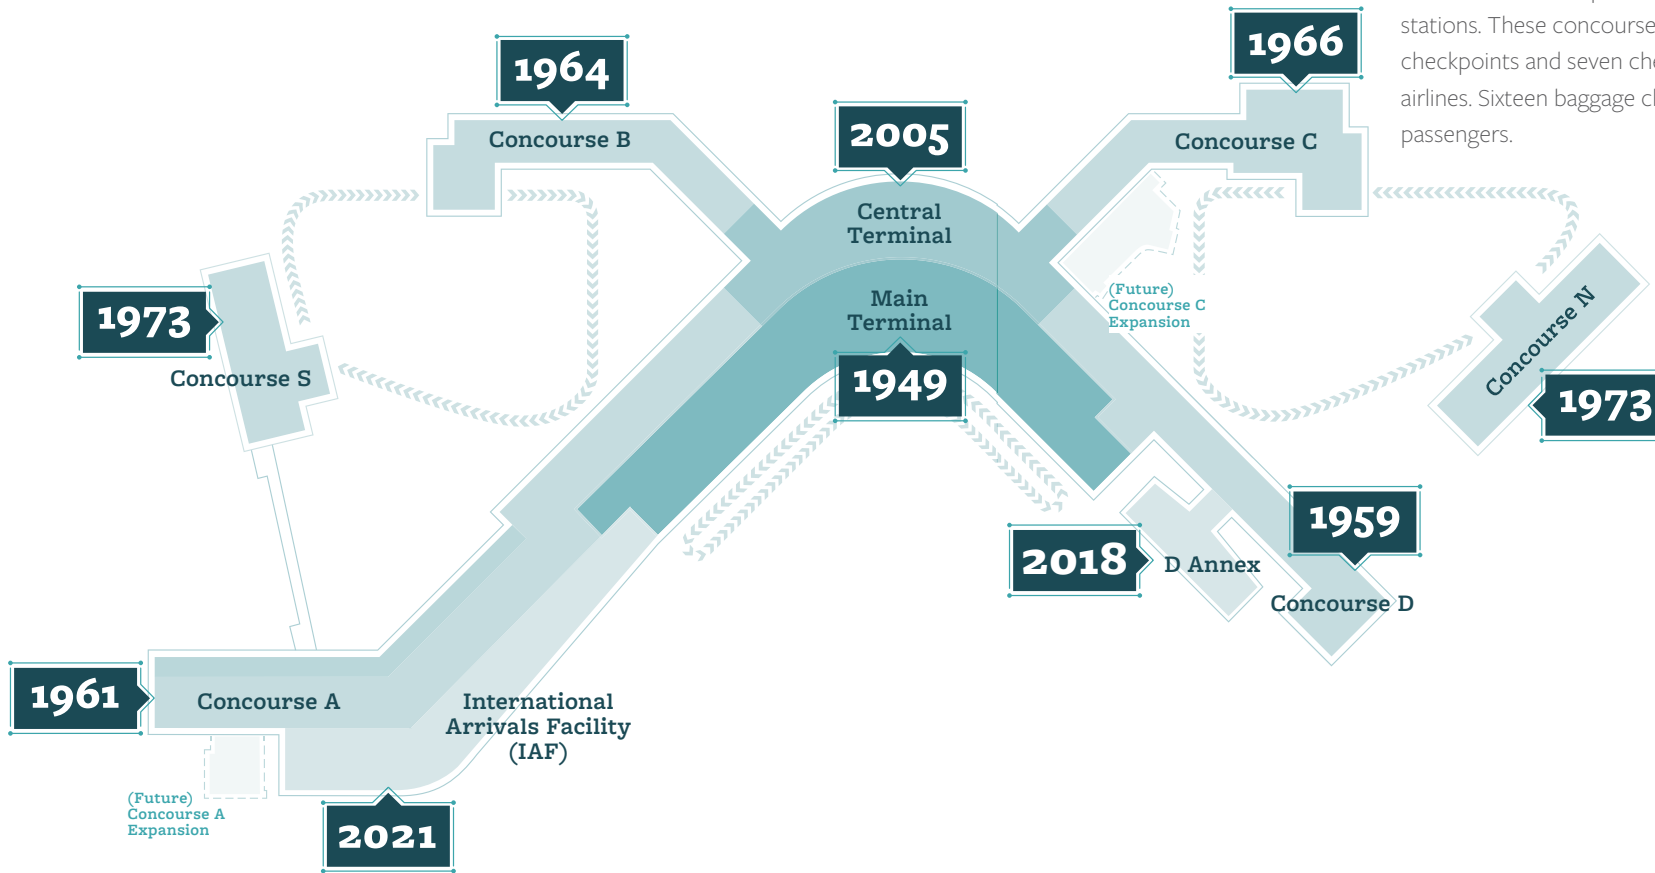 stations. These concourse
checkpoints and seven
airlines. Sixteen baggage
passengers.
1966
1964
2005
Concourse B
Concourse C
Central
Terminal
1973
Concourse S
Main
Terminal
1949
(Future)
Concourse C
Expansion
Concourse N
1973
1959
2018
D Annex
Concourse D
1961
Concourse A
International
Arrivals Facility
(IAF)
(Future)
Concourse A
Expansion
2021